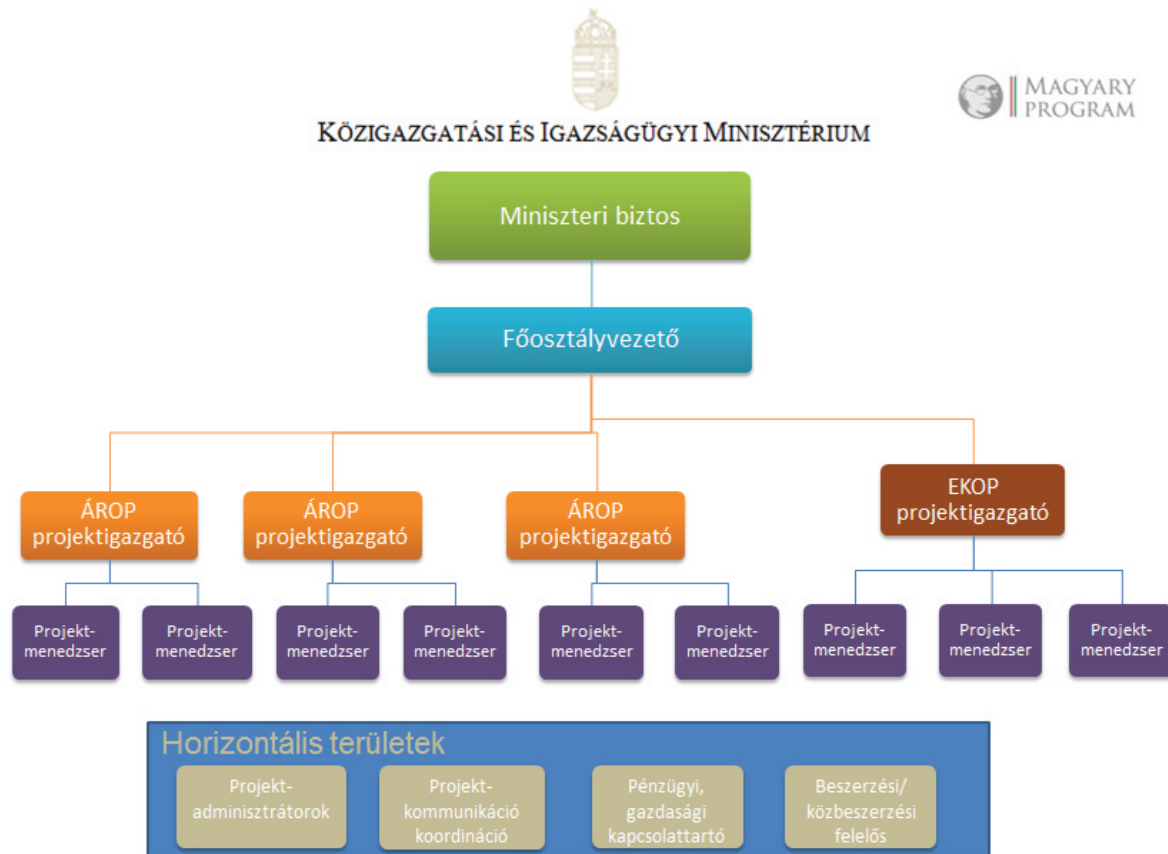 KÖZIGAZGATÁSI ÉS IGAZSÁGÜGYI MINISZTÉRIUM
MAGYARY
PROGRAM
Miniszteri biztos
Főosztályvezető
ÁROP
projektigazgató
ÁROP
projektigazgató
ÁROP
projektigazgató
EKOP
projektigazgató
Projekt-
menedzser
Projekt-
menedzser
Projekt-
menedzser
Projekt-
menedzser
Projekt-
menedzser
Projekt-
menedzser
Projekt-
menedzser
Projekt-
menedzser
Projekt-
menedzser
Horizontális területek
Projekt-
adminisztrátorok
Projekt-
kommunikáció
koordináció
Pénzügyi,
gazdasági
kapcsolattartó
Beszerzési/
közbeszerzési
felelős